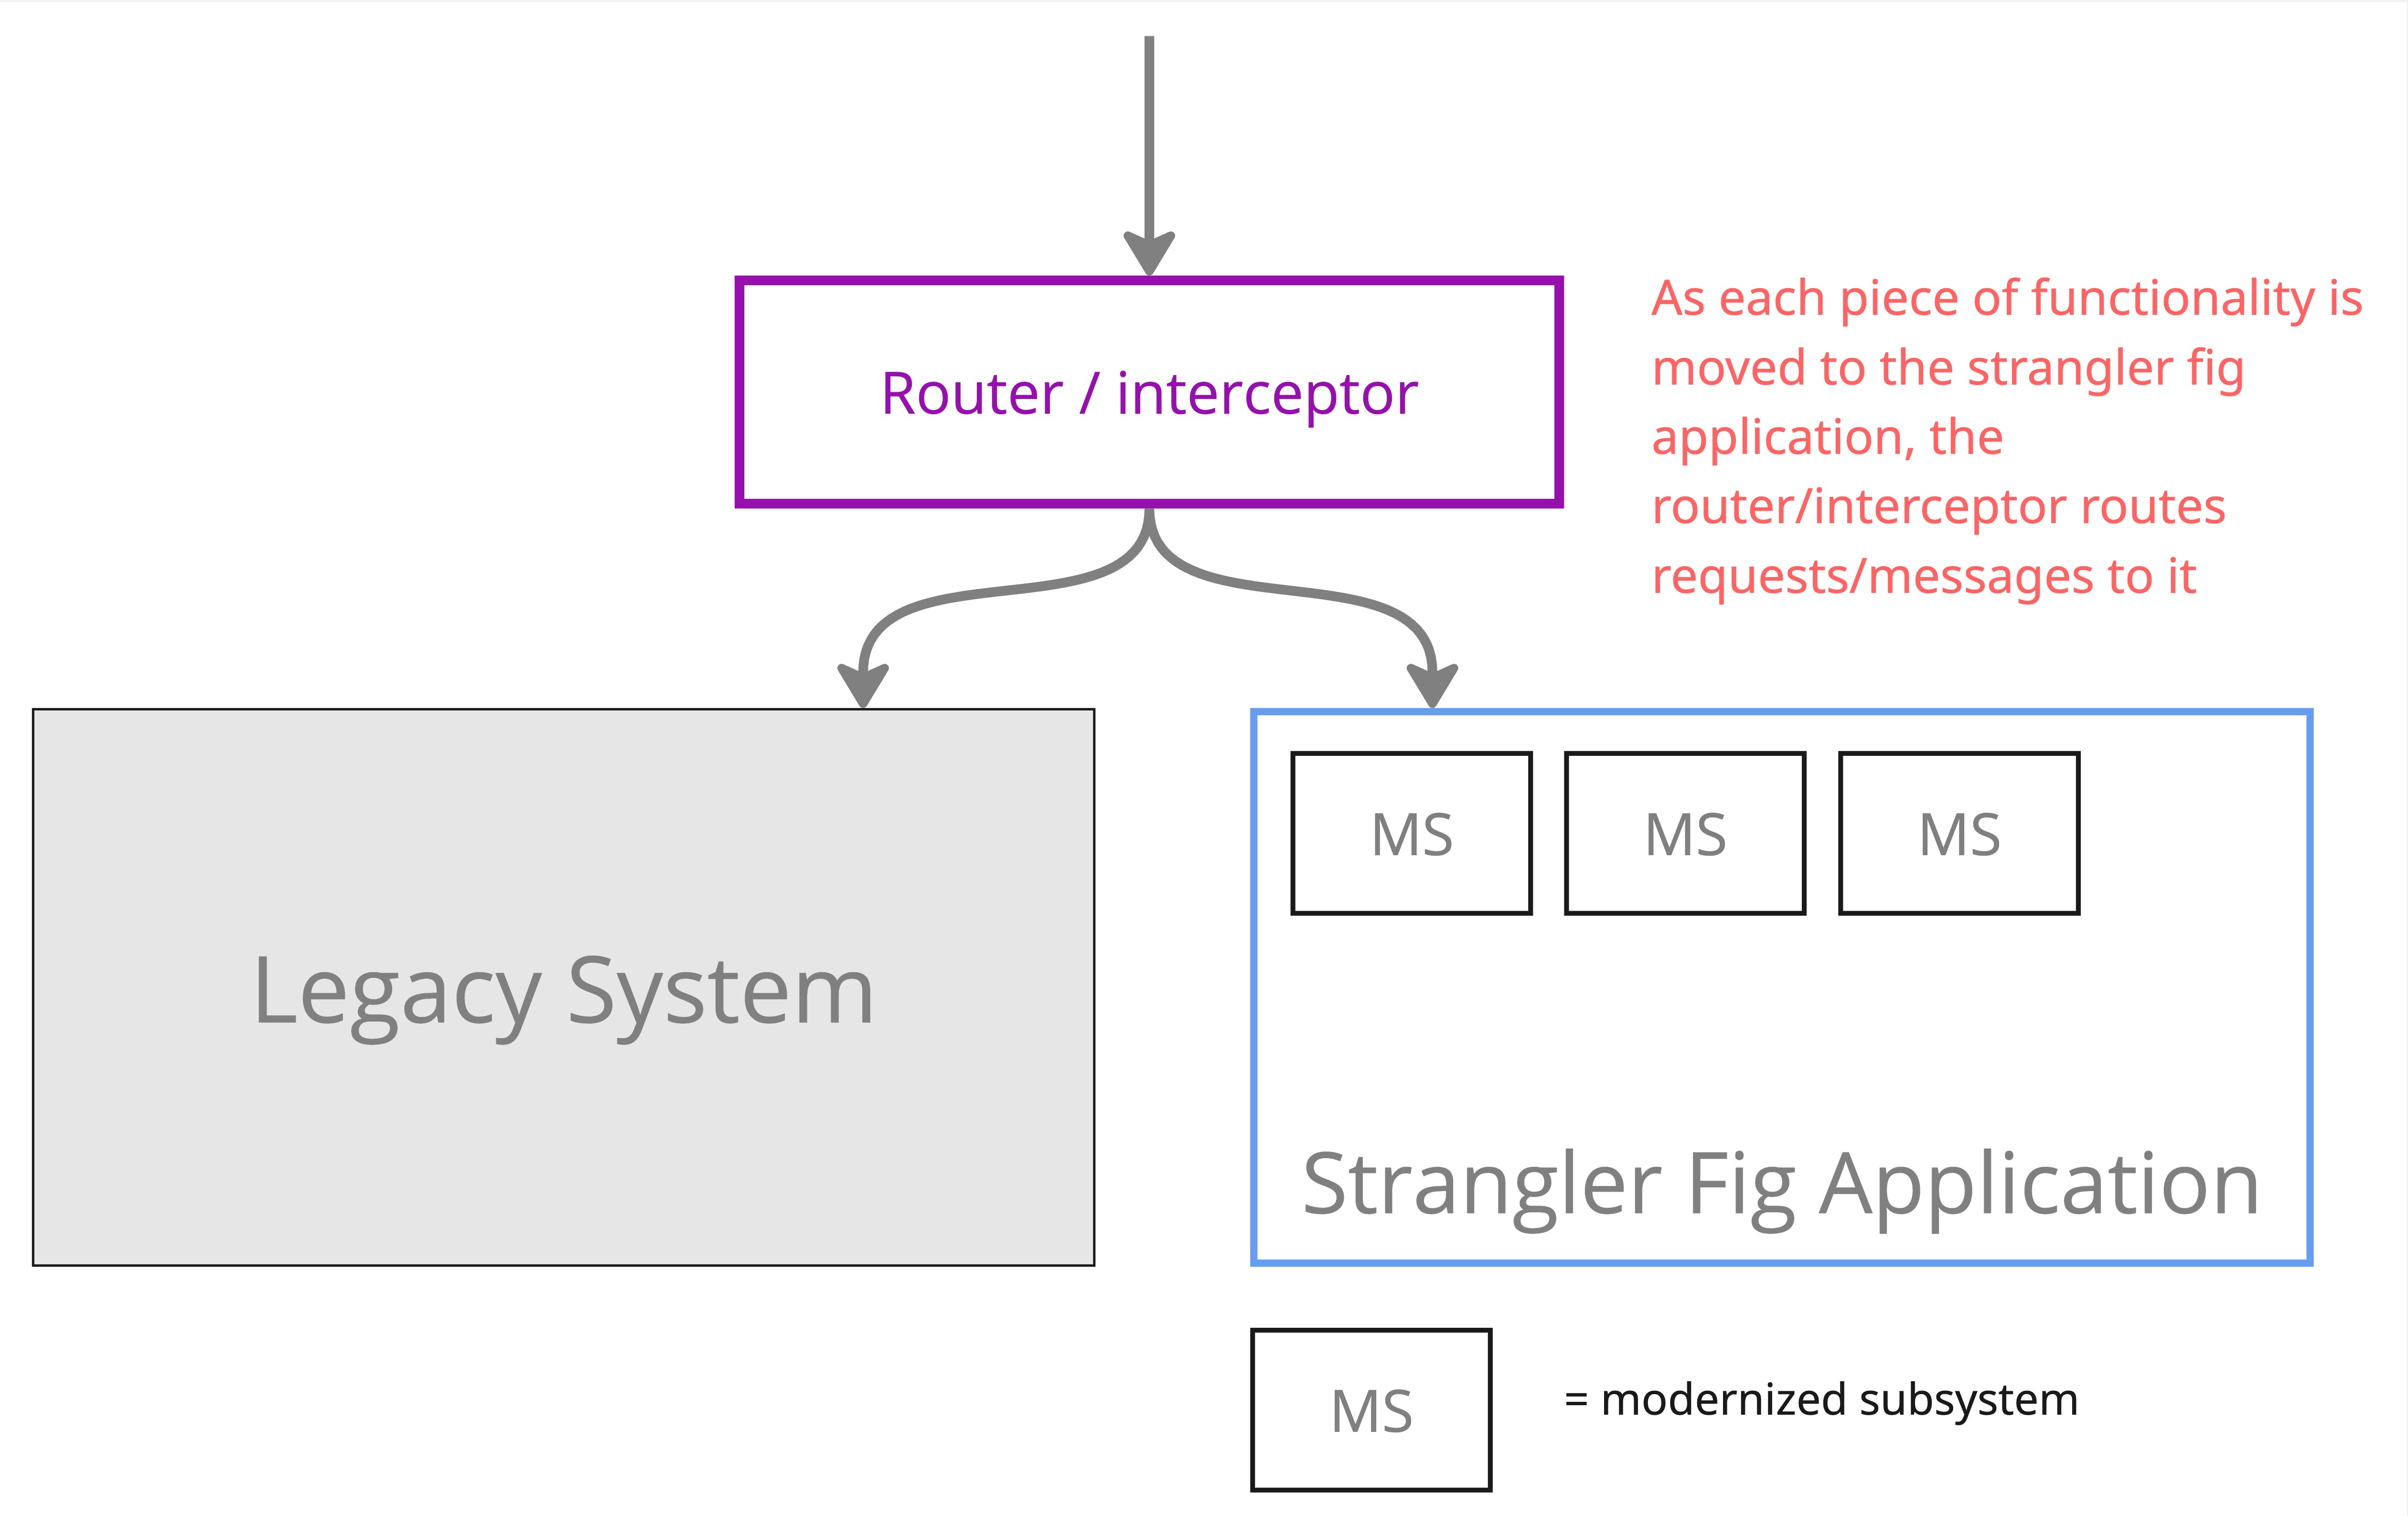 Router / interceptor
As each piece of functionality is
moved to the strangler fig
application, the
router/interceptor routes
requests/messages to it
Legacy System
MS MS MS
Strangler Fig Application
MS = modernized subsystem